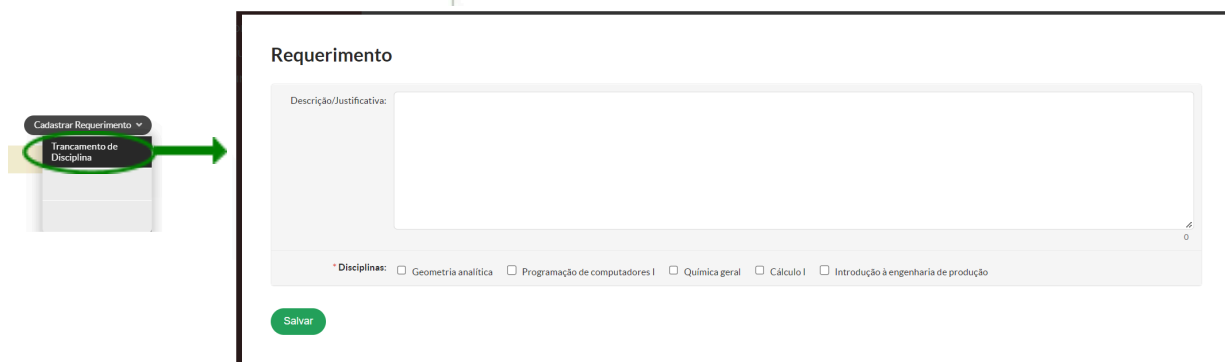 Cadastrar Requerimento
Trancamento de
Disciplina
Requerimento
Descrição/Justificativa:
0
* Disciplinas: Geometria analítica Programação de computadores I Química geral Cálculo I Introdução à engenharia de produção
Salvar